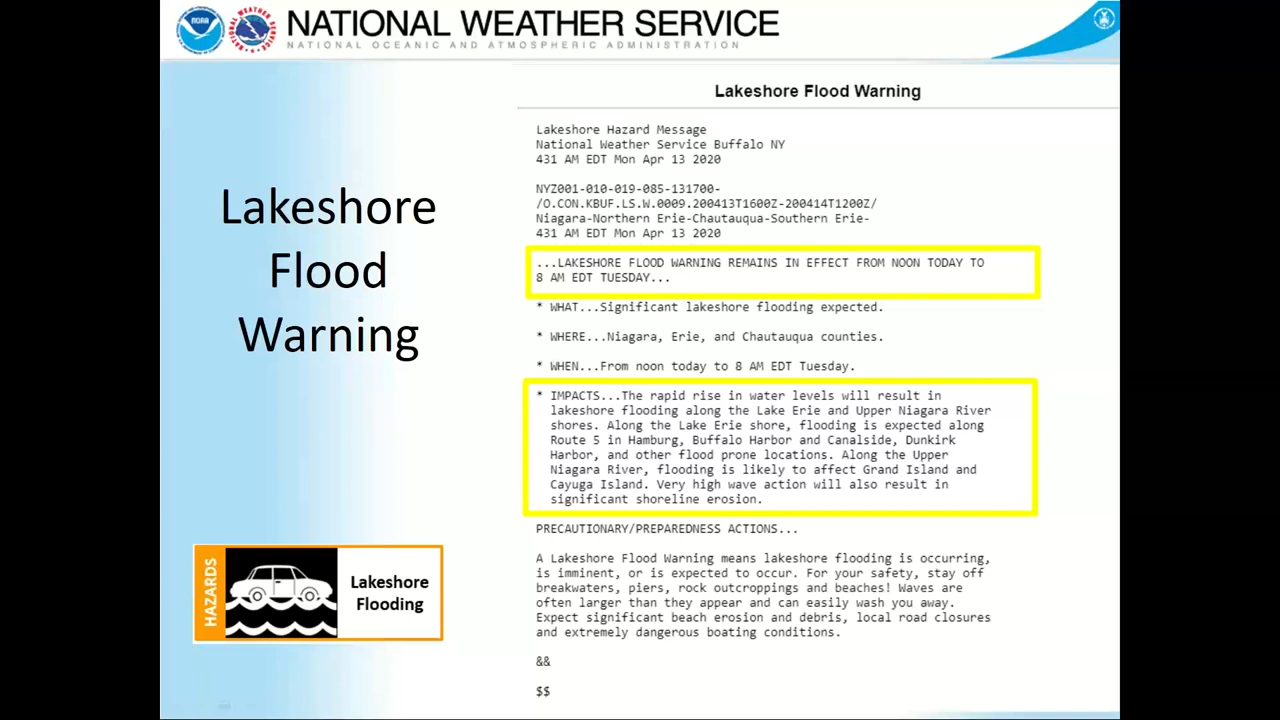 NOAA
NATIONAL WEATHER SERVICE
NATIONAL OCEANIC AND ATMOSPHERIC ADMINISTRATION
Lakeshore
Flood
Warning
HAZARDS
Lakeshore
Flooding
Lakeshore Flood Warning
Lakeshore Hazard Message
National Weather Service Buffalo NY
431 AM EDT Mon Apr 13 2020
NYZ001-010-019-085-131700-
/O.CON.KBUF.LS.W.0009.200413T1600Z-200414T1200Z/
Niagara-Northern Erie-Chautauqua-Southern Erie-
431 AM EDT Mon Apr 13 2020
...LAKESHORE FLOOD WARNING REMAINS IN EFFECT FROM NOON TODAY TO
8 AM EDT TUESDAY...
* WHAT...Significant lakeshore flooding expected.
* WHERE...Niagara, Erie, and Chautauqua counties.
* WHEN...From noon today to 8 AM EDT Tuesday.
* IMPACTS...The rapid rise in water levels will result in
lakeshore flooding along the Lake Erie and Upper Niagara River
shores. Along the Lake Erie shore, flooding is expected along
Route 5 in Hamburg, Buffalo Harbor and Canalside, Dunkirk
Harbor, and other flood prone locations. Along the Upper
Niagara River, flooding is likely to affect Grand Island and
Cayuga Island. Very high wave action will also result in
significant shoreline erosion.
PRECAUTIONARY/PREPAREDNESS ACTIONS...
A Lakeshore Flood Warning means lakeshore flooding is occurring,
is imminent, or is expected to occur. For your safety, stay off
breakwaters, piers, rock outcroppings and beaches! Waves are
often larger than they appear and can easily wash you away.
Expect significant beach erosion and debris, local road closures
and extremely dangerous boating conditions.
&&
$$